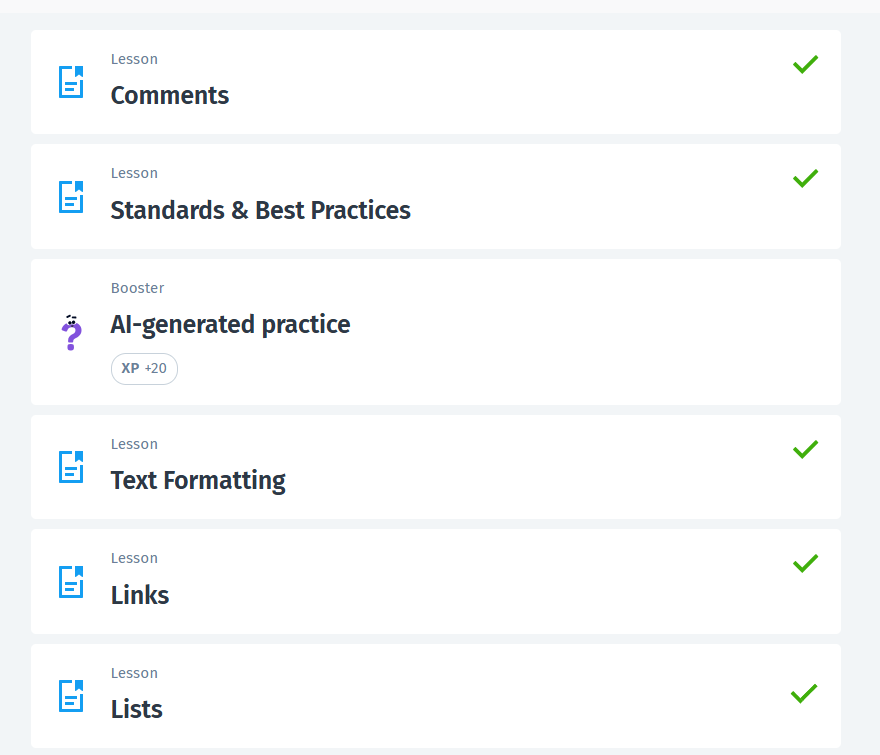 Lesson
Comments
Lesson
Standards & Best Practices
Booster
AI-generated practice
XP +20
Lesson
Text Formatting
Lesson
Links
Lesson
Lists